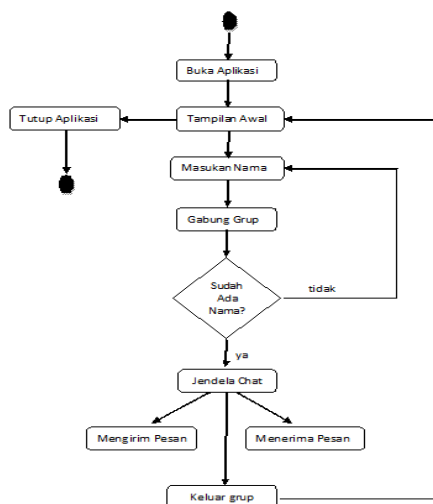 Buka Aplikasi
Tutup Aplikasi
Tampilan Awal
Masukan Nama
Gabung Grup
Sudah
Ada
Nama?
tidak
ya
Jendela Chat
Mengirim Pesan
Menerima Pesan
Keluar grup